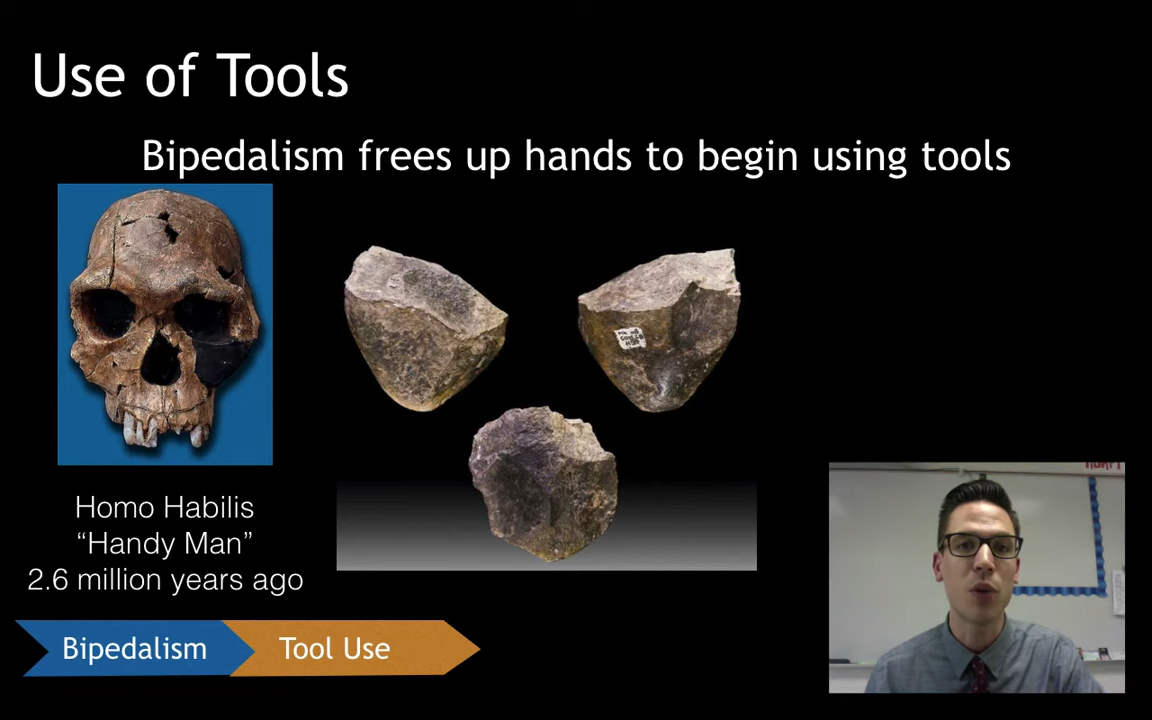 Use of Tools
Bipedalism frees up hands to begin using tools
Homo Habilis
“Handy Man”
2.6 million years ago
Bipedalism
Tool Use